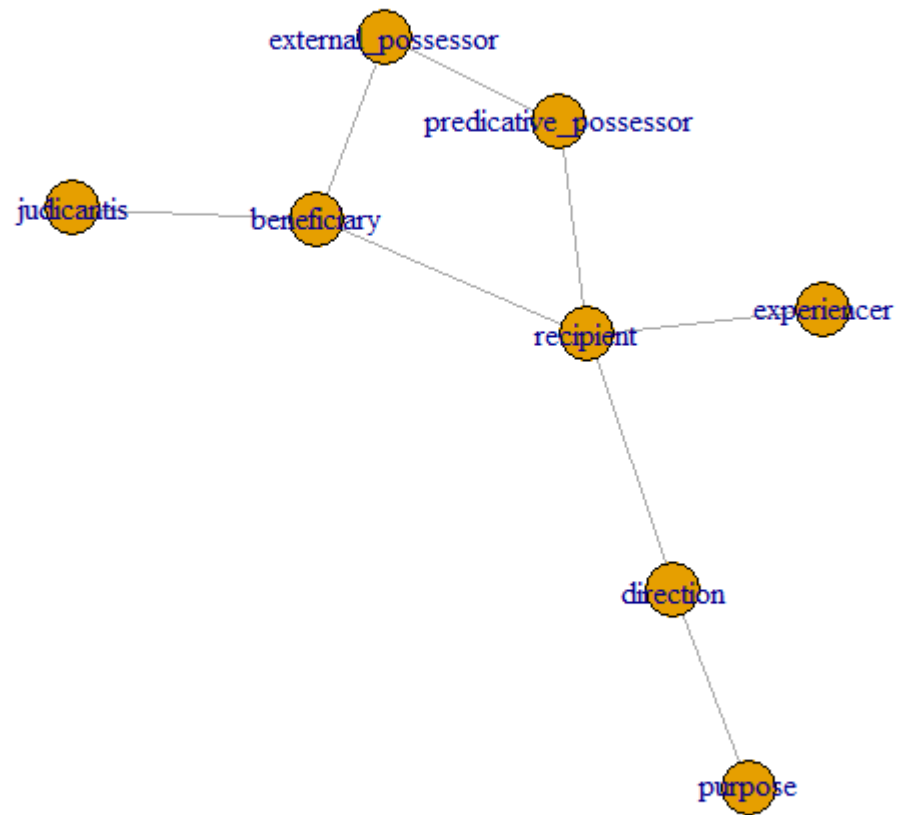 external_possessor
predicative_possessor
judicantis
beneficiary
experiencer
recipient
direction
purpose